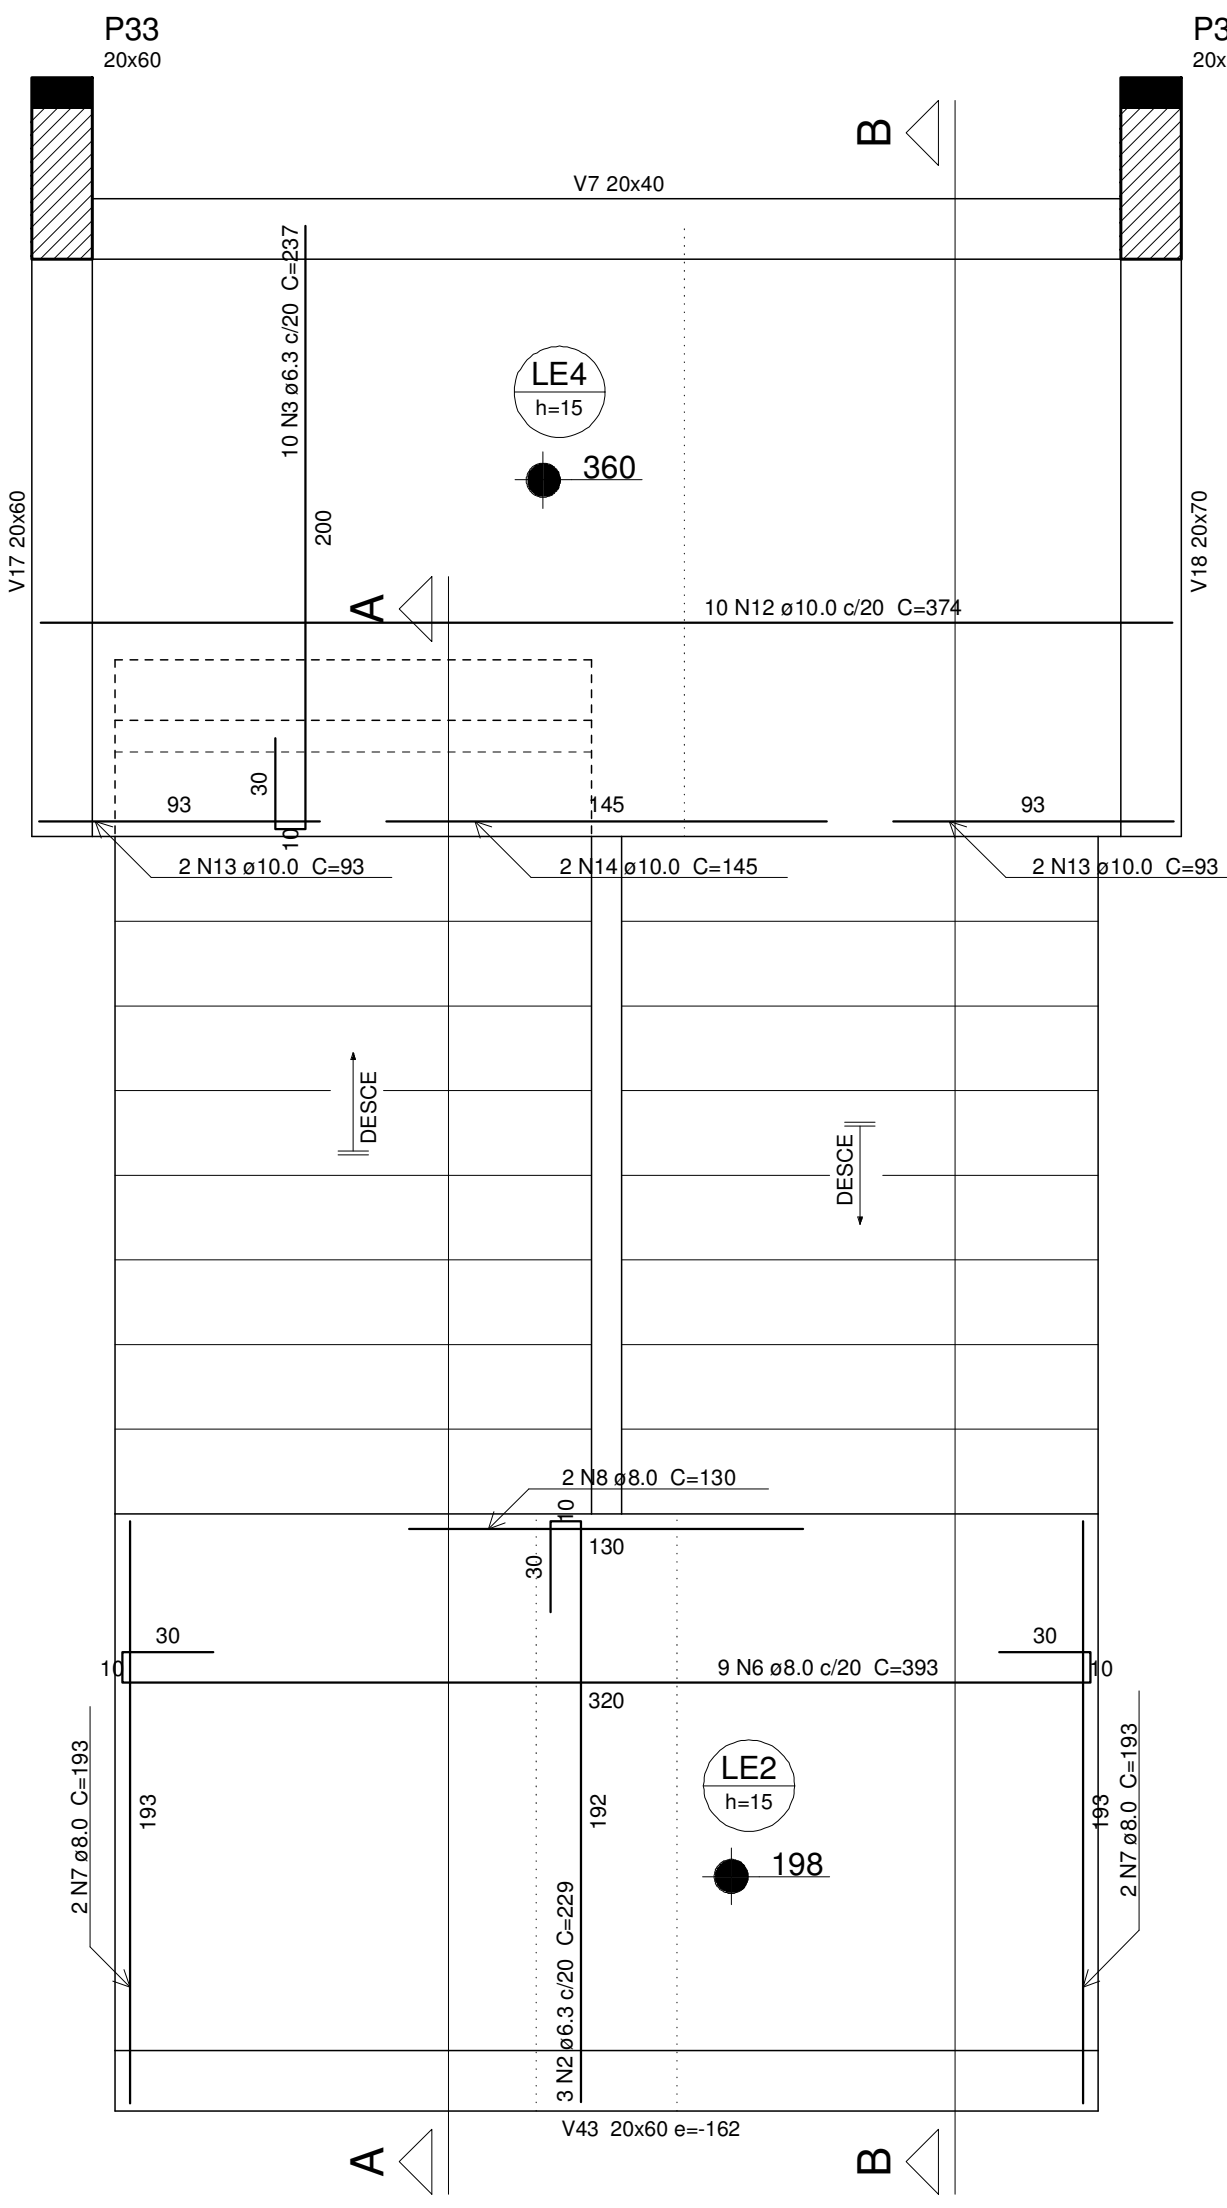 P33
20x60
P3
20x
B
V7 20x40
10 N3 ø6.3 c/20 C=237
200
LE4
h=15
360
V17 20x60
V18 20x70
A
10 N12 ø10.0 c/20 C=374
30
10
93
145
93
2 N13 ø10.0 C=93
2 N14 ø10.0 C=145
2 N13 ø10.0 C=93
DESCE
DESCE
2 N8 ø8.0 C=130
10
130
30
30
10
30
10
9 N6 ø8.0 c/20 C=393
320
2 N7 ø8.0 C=193
193
192
3 N2 ø6.3 c/20 C=229
LE2
h=15
198
193
2 N7 ø8.0 C=193
V43 20x60 e=-162
A
B